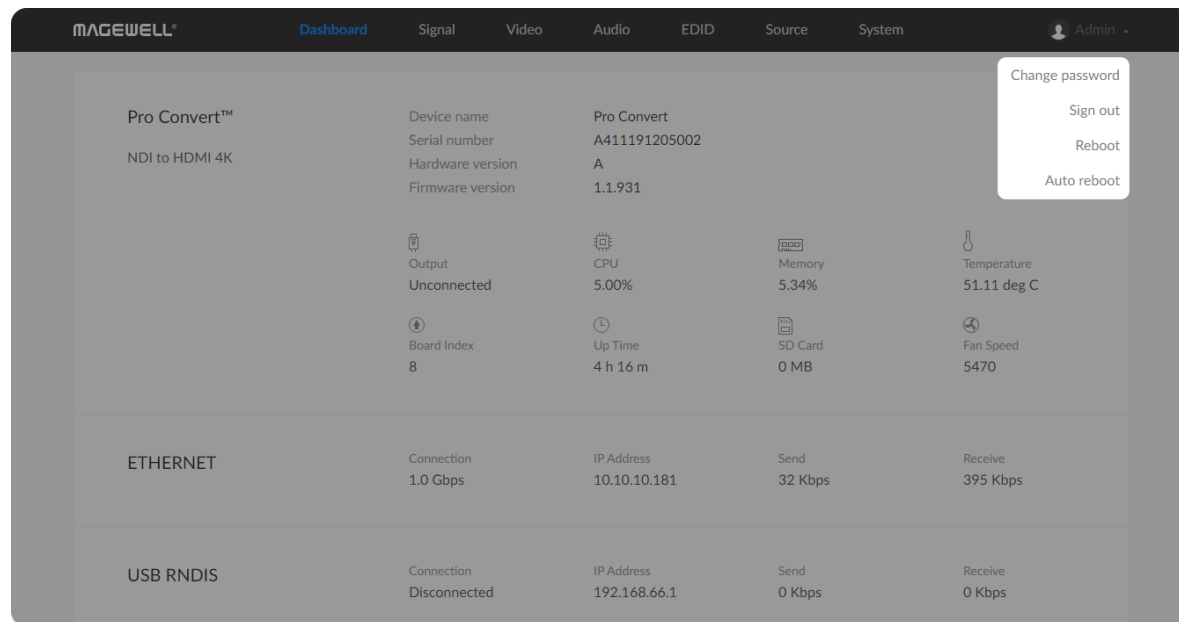 MAGEWELL®
Dashboard Signal Video Audio EDID Source System Admin
Change password
Sign out
Reboot
Auto reboot
Pro Convert™
NDI to HDMI 4K
Device name Pro Convert
Serial number A411191205002
Hardware version A
Firmware version 1.1.931
Output CPU Memory Temperature
Unconnected 5.00% 5.34% 51.11 deg C
Board Index Up Time SD Card Fan Speed
8 4 h 16 m 0 MB 5470
ETHERNET
Connection IP Address Send Receive
1.0 Gbps 10.10.10.181 32 Kbps 395 Kbps
USB RNDIS
Connection IP Address Send Receive
Disconnected 192.168.66.1 0 Kbps 0 Kbps